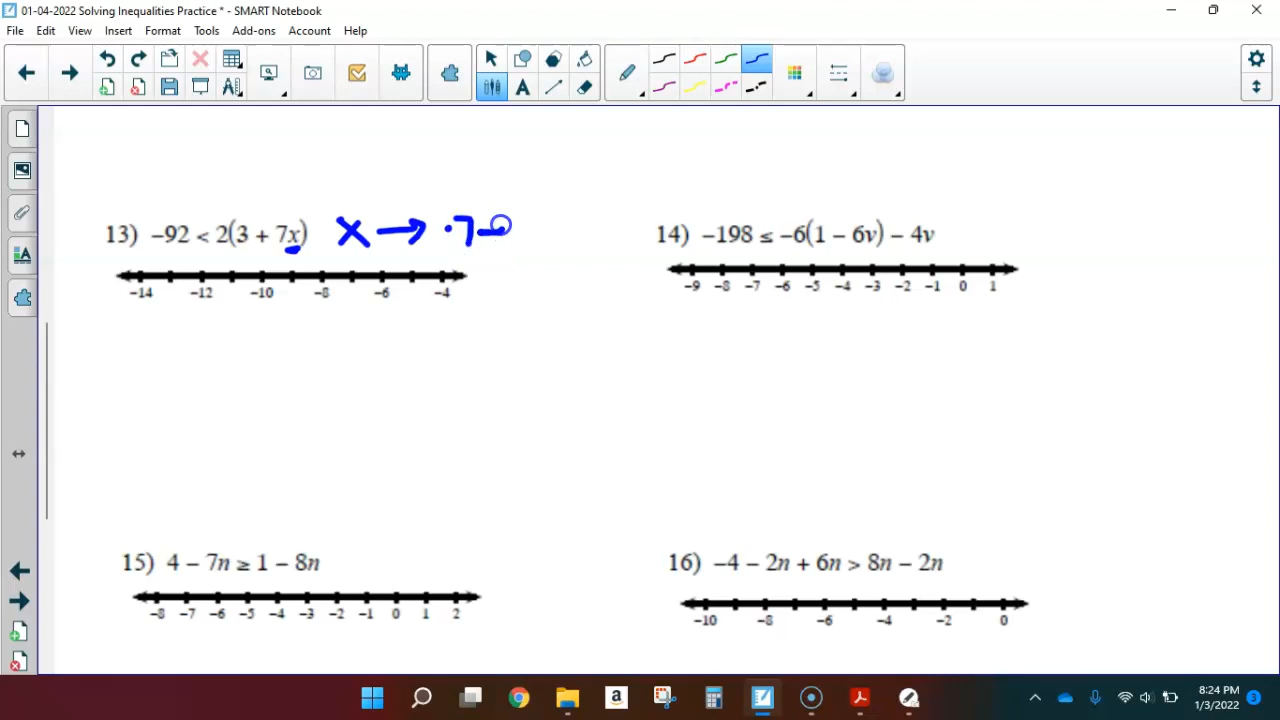 01-04-2022 Solving Inequalities Practice * - SMART Notebook
File Edit View Insert Format Tools Add-ons Account Help
13) −92 < 2(3 + 7x) x → ·7
−14 −12 −10 −8 −6 −4
14) −198 ≤ −6(1 − 6v) − 4v
−9 −8 −7 −6 −5 −4 −3 −2 −1 0 1
15) 4 − 7n ≥ 1 − 8n
−8 −7 −6 −5 −4 −3 −2 −1 0 1 2
16) −4 − 2n + 6n > 8n − 2n
−10 −8 −6 −4 −2 0
8:24 PM
1/3/2022
3